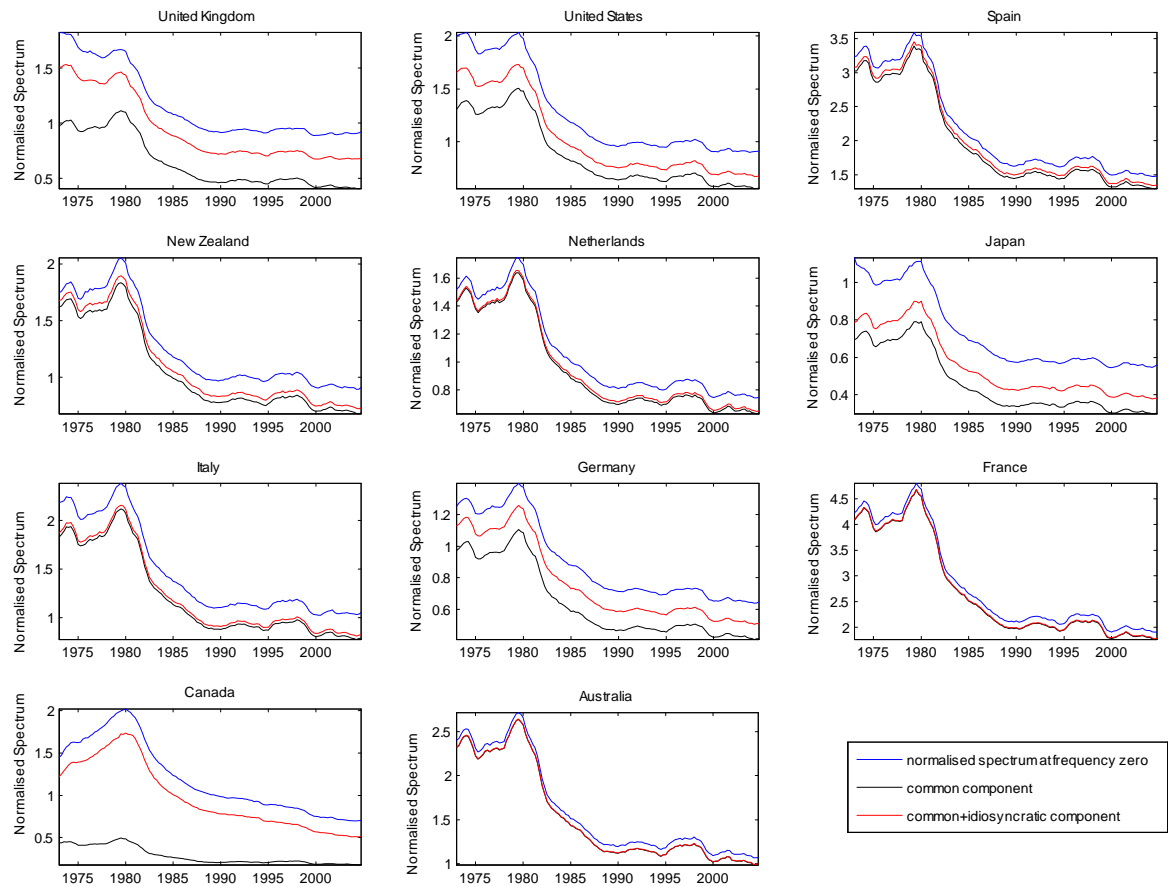 United Kingdom
United States
Spain
Normalised Spectrum
1.5
1
0.5
1975 1980 1985 1990 1995 2000
Normalised Spectrum
2
1.5
1
1975 1980 1985 1990 1995 2000
Normalised Spectrum
3.5
3
2.5
2
1.5
1975 1980 1985 1990 1995 2000
New Zealand
Netherlands
Japan
Normalised Spectrum
2
1.5
1
1975 1980 1985 1990 1995 2000
Normalised Spectrum
1.6
1.4
1.2
1
0.8
1975 1980 1985 1990 1995 2000
Normalised Spectrum
1
0.8
0.6
0.4
1975 1980 1985 1990 1995 2000
Italy
Germany
France
Normalised Spectrum
2
1.5
1
1975 1980 1985 1990 1995 2000
Normalised Spectrum
1.2
1
0.8
0.6
1975 1980 1985 1990 1995 2000
Normalised Spectrum
4.5
4
3.5
3
2.5
2
1975 1980 1985 1990 1995 2000
Canada
Australia
Normalised Spectrum
2
1.5
1
0.5
1975 1980 1985 1990 1995 2000
Normalised Spectrum
2.5
2
1.5
1
1975 1980 1985 1990 1995 2000
normalised spectrum at frequency zero
common component
common+idiosyncratic component